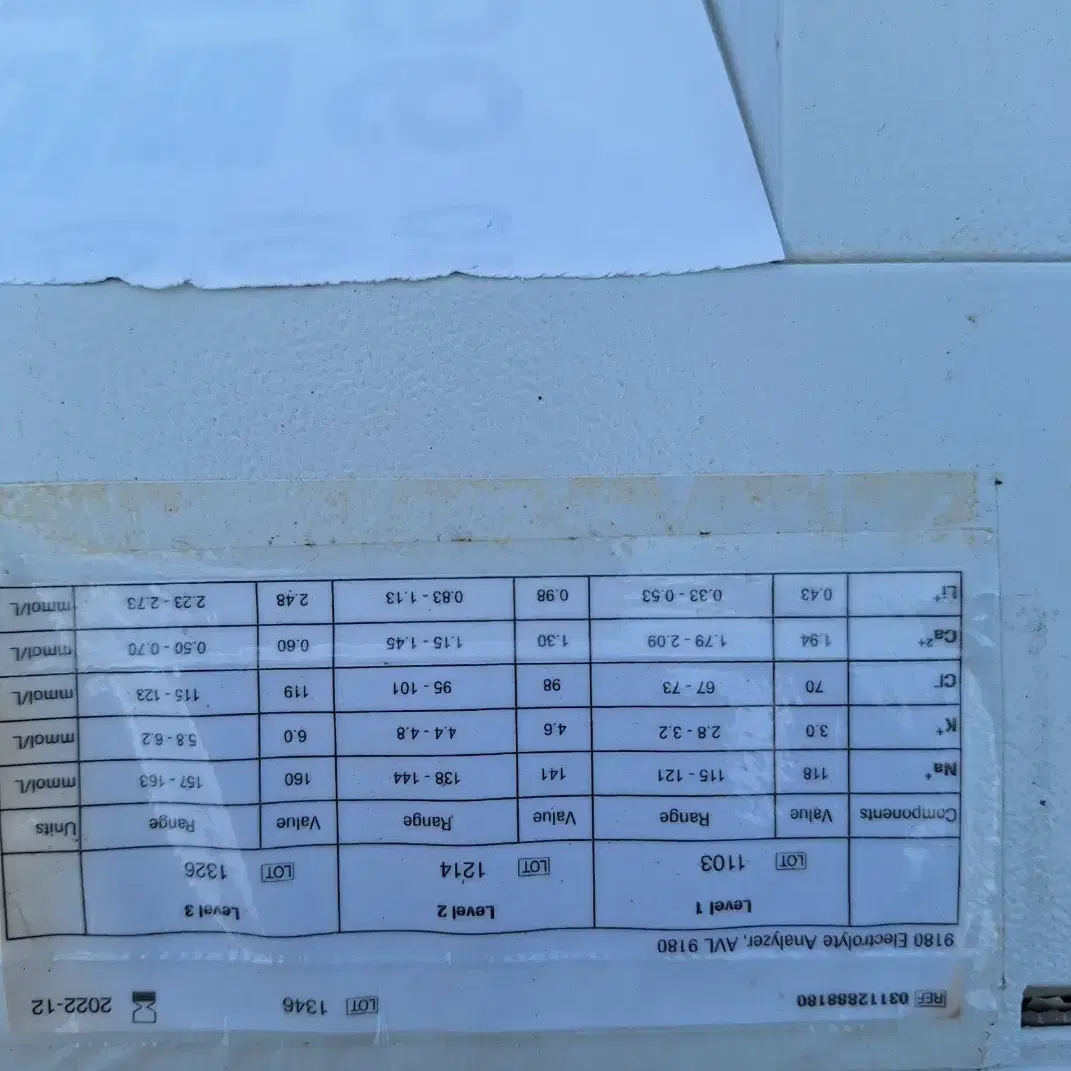 REF 03112888180 LOT 1346 2022-12
9180 Electrolyte Analyzer, AVL 9180
Level 1 Level 2 Level 3
LOT 1103 LOT 1214 LOT 1326
Components Value Range Value Range Value Range Units
Na+ 118 115 - 121 141 138 - 144 160 157 - 163 mmol/L
K+ 3.0 2.8 - 3.2 4.6 4.4 - 4.8 6.0 5.8 - 6.2 mmol/L
Cl- 70 67 - 73 98 95 - 101 119 115 - 123 mmol/L
Ca2+ 1.94 1.79 - 2.09 1.30 1.15 - 1.45 0.60 0.50 - 0.70 mmol/L
Li+ 0.43 0.33 - 0.53 0.98 0.83 - 1.13 2.48 2.23 - 2.73 mmol/L